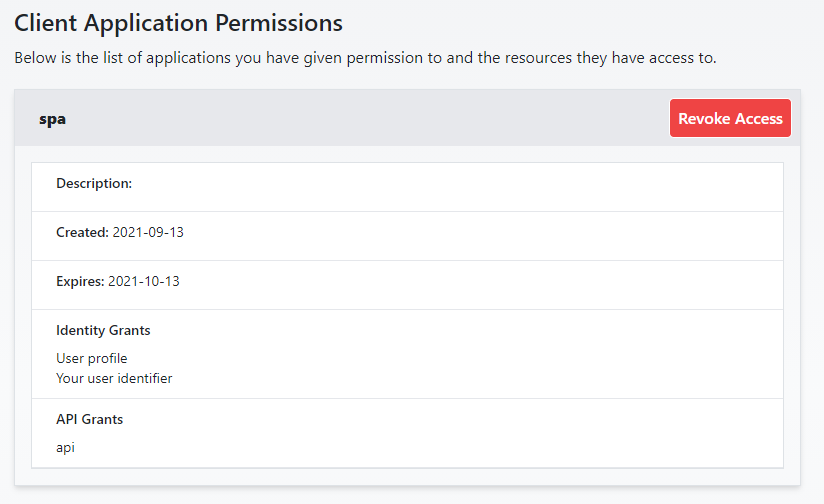 Client Application Permissions
Below is the list of applications you have given permission to and the resources they have access to.
spa
Revoke Access
Description:
Created: 2021-09-13
Expires: 2021-10-13
Identity Grants
User profile
Your user identifier
API Grants
api